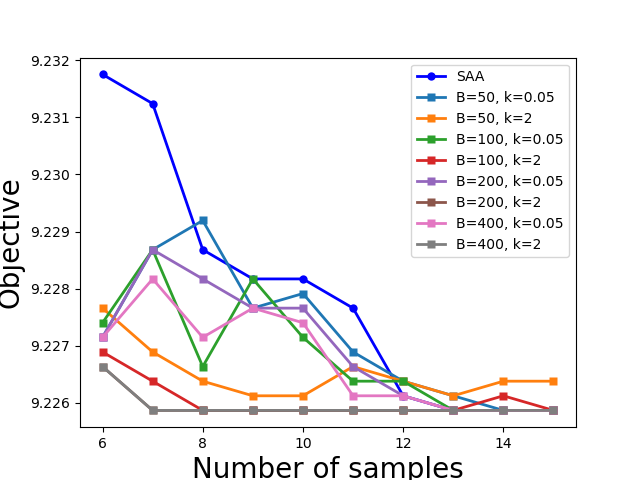 9.232
9.231
9.230
9.229
9.228
9.227
9.226
Objective
6
8
10
12
14
Number of samples
SAA
B=50, k=0.05
B=50, k=2
B=100, k=0.05
B=100, k=2
B=200, k=0.05
B=200, k=2
B=400, k=0.05
B=400, k=2